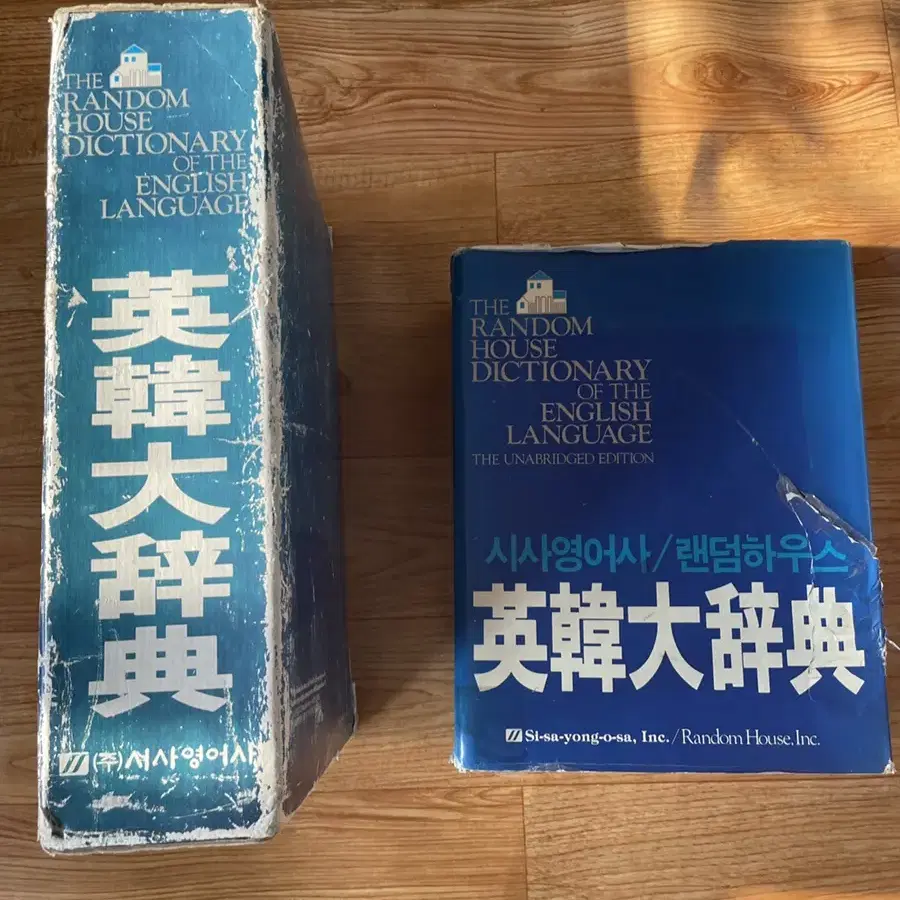 THE
RANDOM
HOUSE
DICTIONARY
OF THE
ENGLISH
LANGUAGE
英韓大辞典
(주)시사영어사
THE
RANDOM
HOUSE
DICTIONARY
OF THE
ENGLISH
LANGUAGE
THE UNABRIDGED EDITION
시사영어사/랜덤하우스
英韓大辞典
Si-sa-yong-o-sa, Inc./Random House, Inc.